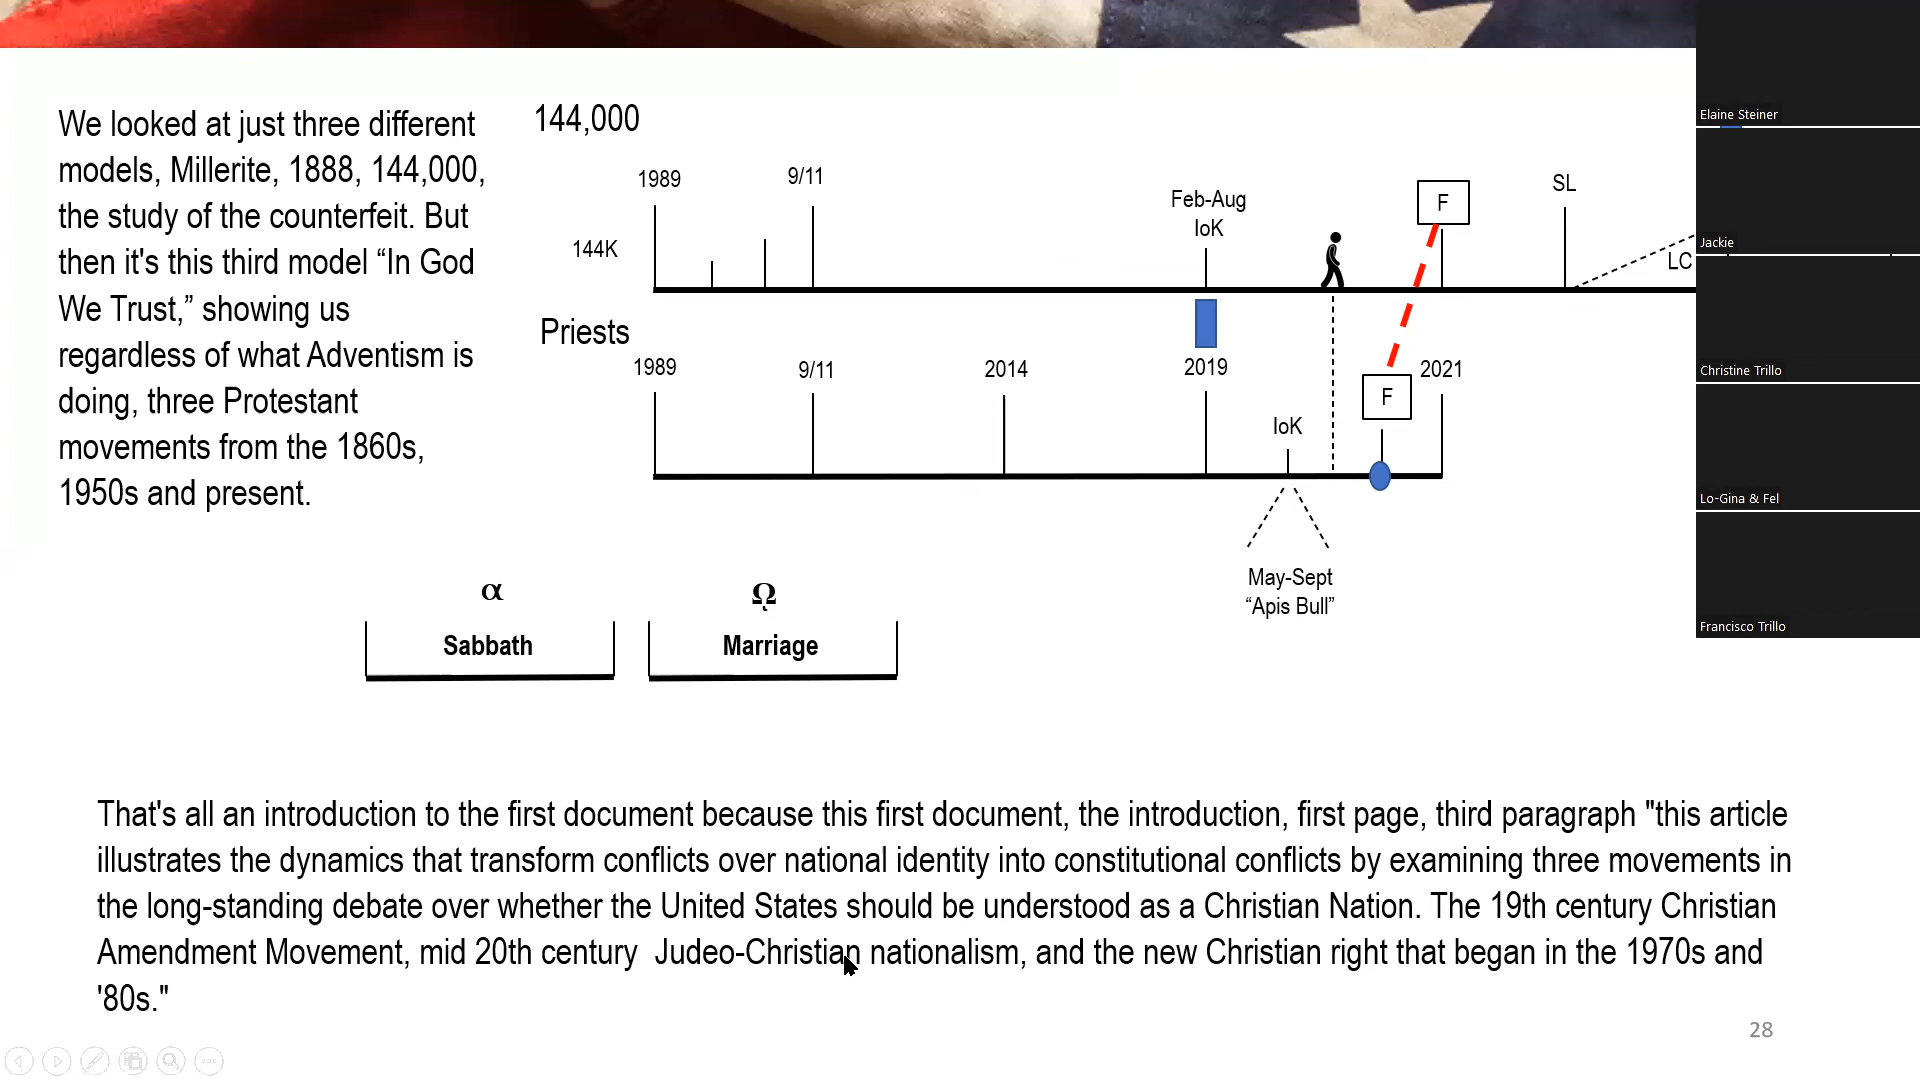 We looked at just three different
models, Millerite, 1888, 144,000,
the study of the counterfeit. But
then it's this third model “In God
We Trust,” showing us
regardless of what Adventism is
doing, three Protestant
movements from the 1860s,
1950s and present.
144,000
1989
9/11
Feb-Aug
IoK
F
SL
144K
LC
Priests
1989
9/11
2014
2019
F
2021
IoK
May-Sept
“Apis Bull”
α
Ω
Sabbath
Marriage
That's all an introduction to the first document because this first document, the introduction, first page, third paragraph "this article
illustrates the dynamics that transform conflicts over national identity into constitutional conflicts by examining three movements in
the long-standing debate over whether the United States should be understood as a Christian Nation. The 19th century Christian
Amendment Movement, mid 20th century Judeo-Christian nationalism, and the new Christian right that began in the 1970s and
'80s."
28
Elaine Steiner
Jackie
Christine Trillo
Lo-Gina & Fel
Francisco Trillo